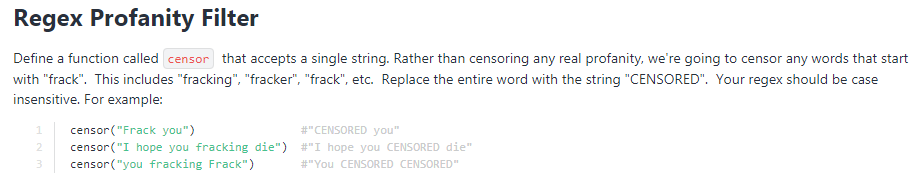 Regex Profanity Filter
Define a function called censor that accepts a single string. Rather than censoring any real profanity, we're going to censor any words that start
with "frack".  This includes "fracking", "fracker", "frack", etc.  Replace the entire word with the string "CENSORED".  Your regex should be case
insensitive. For example:
1 censor("Frack you") #"CENSORED you"
2 censor("I hope you fracking die") #"I hope you CENSORED die"
3 censor("you fracking Frack") #"You CENSORED CENSORED"